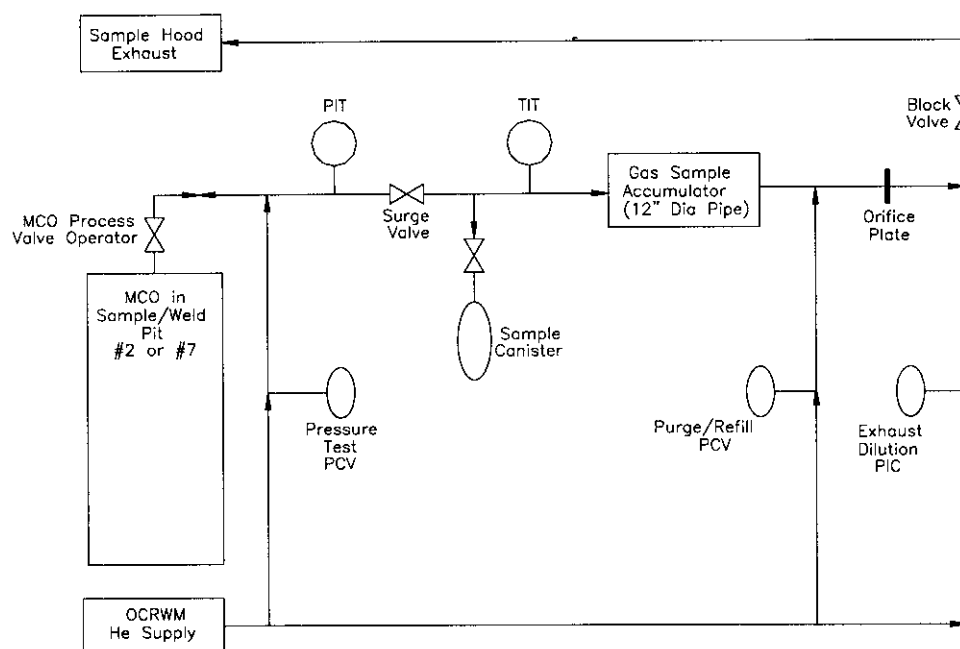 Sample Hood
Exhaust
PIT
TIT
Block
Valve
Gas Sample
Accumulator
(12" Dia Pipe)
MCO Process
Valve Operator
Surge
Valve
Orifice
Plate
MCO in
Sample/Weld
Pit
#2 or #7
Sample
Canister
Pressure
Test
PCV
Purge/Refill
PCV
Exhaust
Dilution
PIC
OCRWM
He Supply